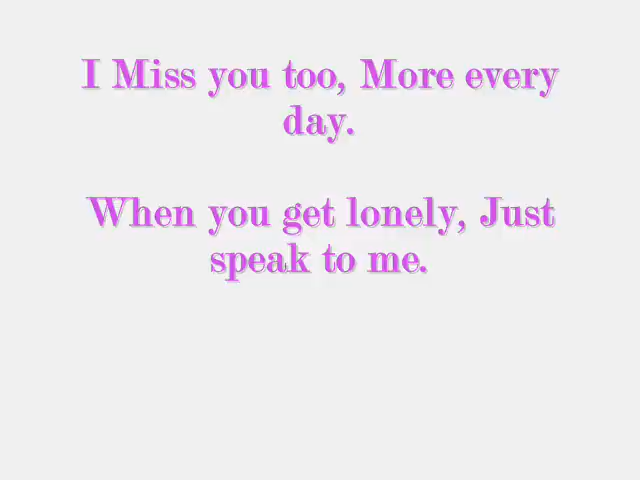 I Miss you too, More every
day.
When you get lonely, Just
speak to me.